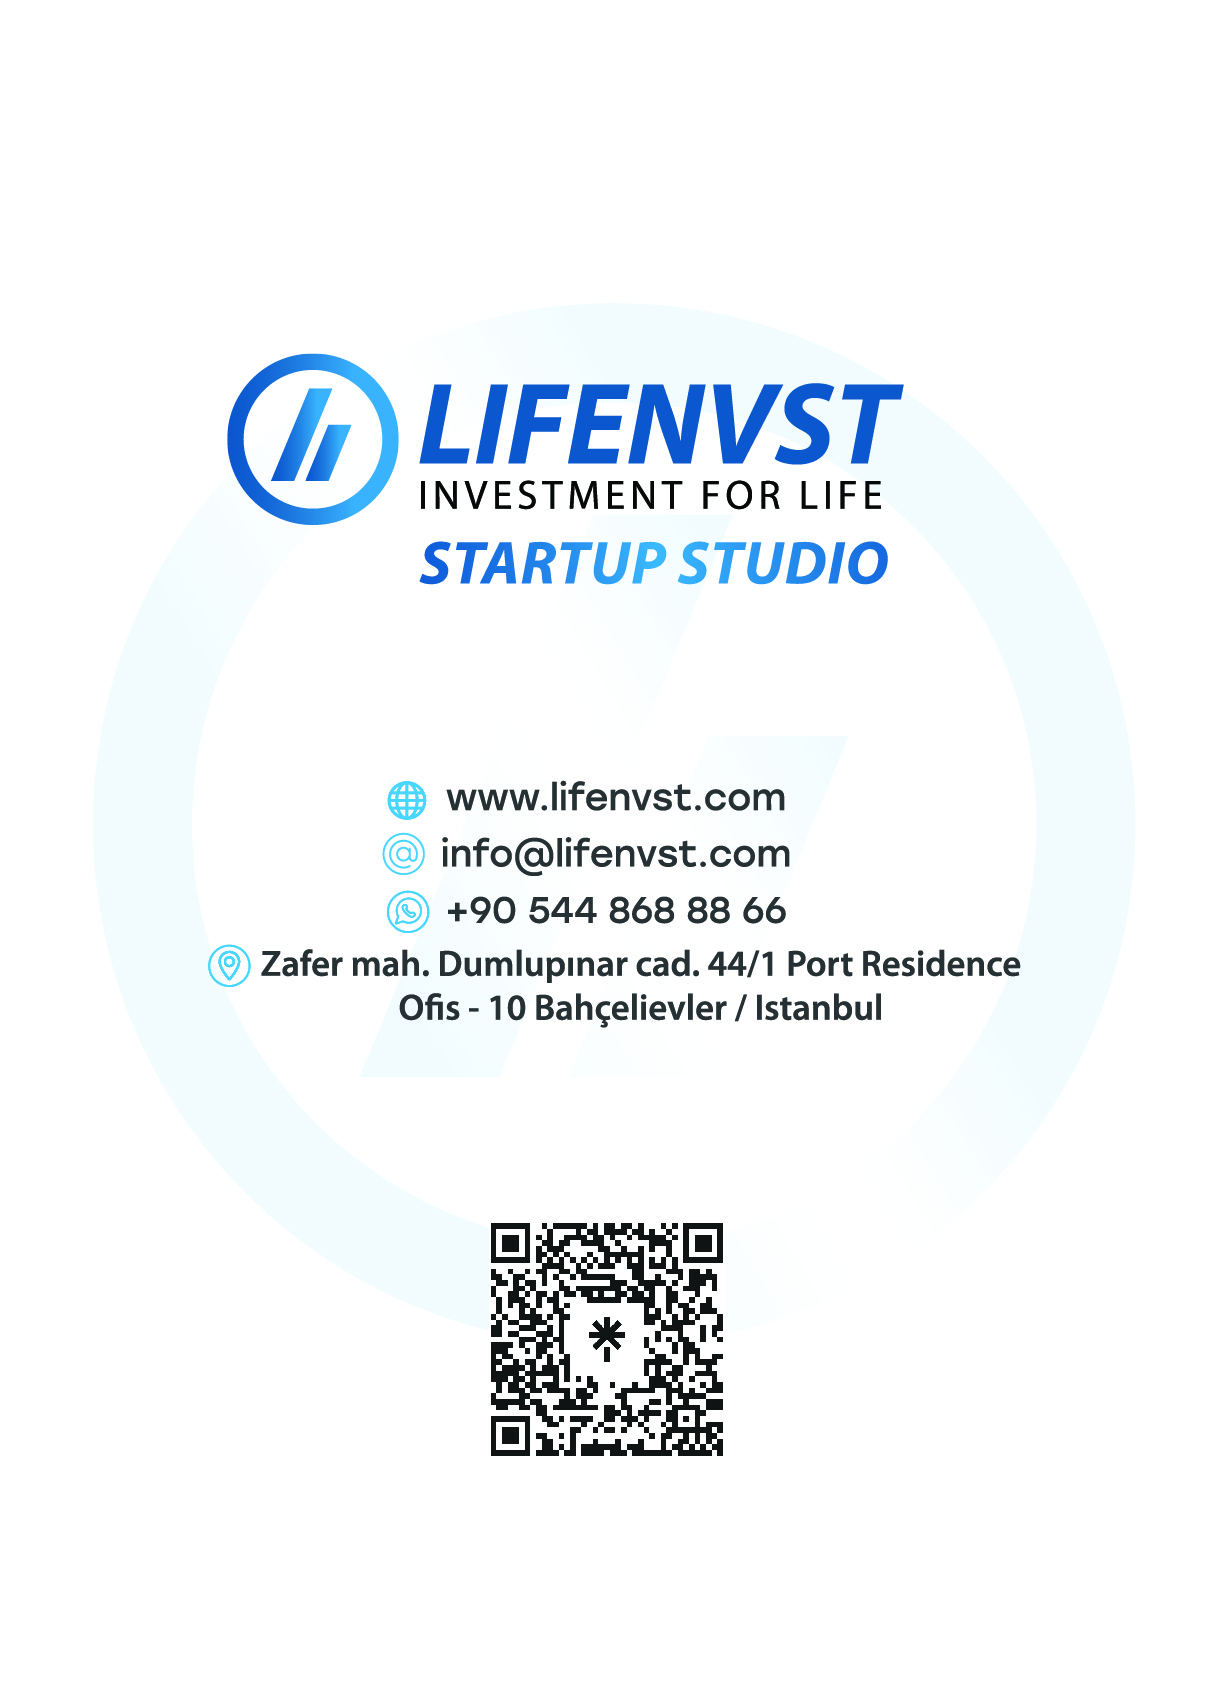 LIFENVST
INVESTMENT FOR LIFE
STARTUP STUDIO
www.lifenvst.com
info@lifenvst.com
+90 544 868 88 66
Zafer mah. Dumlupınar cad. 44/1 Port Residence
Ofis - 10 Bahçelievler / Istanbul